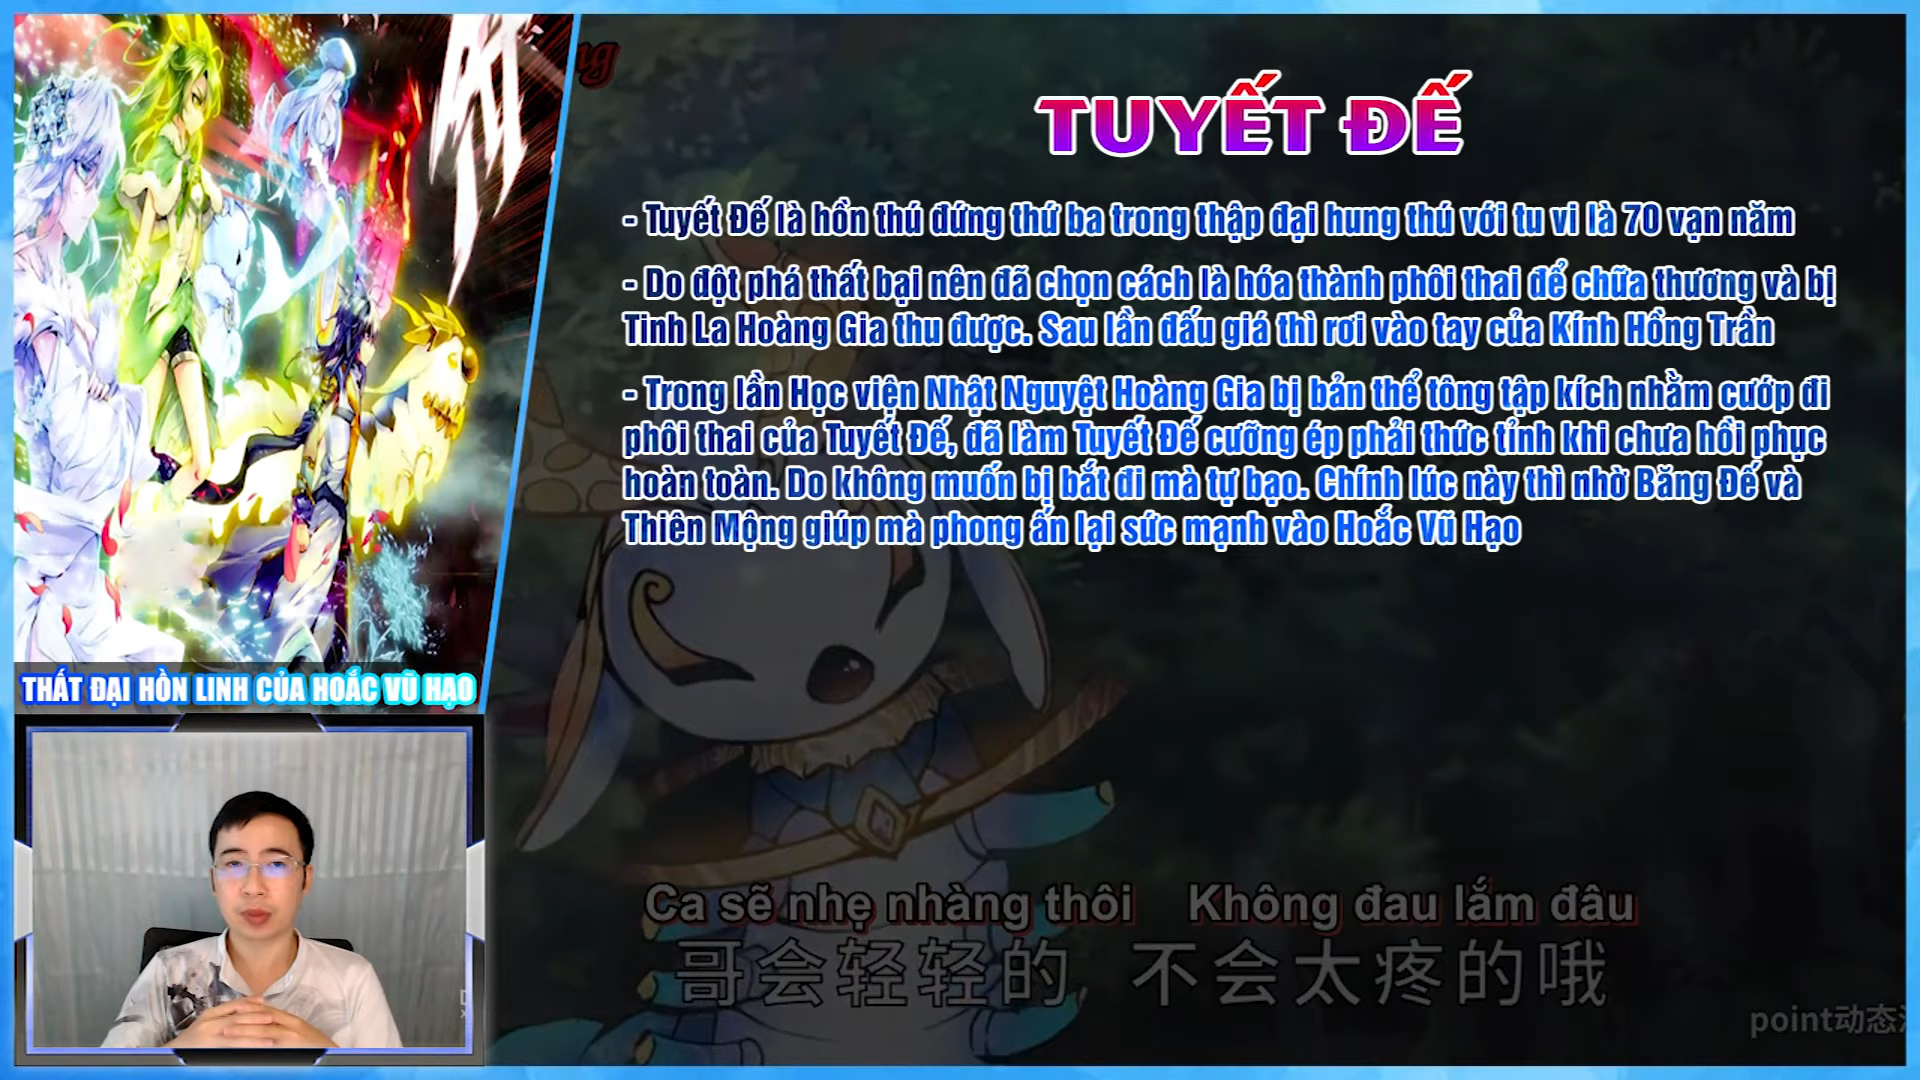 TUYẾT ĐẾ
- Tuyết Đế là hồn thú đứng thứ ba trong thập đại hung thú với tu vi là 70 vạn năm
- Do đột phá thất bại nên đã chọn cách là hóa thành phôi thai để chữa thương và bị
Tinh La Hoàng Gia thu được. Sau lần đấu giá thì rơi vào tay của Kính Hồng Trần
- Trong lần Học viện Nhật Nguyệt Hoàng Gia bị bản thể tông tập kích nhằm cướp đi
phôi thai của Tuyết Đế, đã làm Tuyết Đế cưỡng ép phải thức tỉnh khi chưa hồi phục
hoàn toàn. Do không muốn bị bắt đi mà tự bạo. Chính lúc này thì nhờ Băng Đế và
Thiên Mộng giúp mà phong ấn lại sức mạnh vào Hoắc Vũ Hạo
THẤT ĐẠI HỒN LINH CỦA HOẮC VŨ HẠO
Ca sẽ nhẹ nhàng thôi Không đau lắm đâu
哥会轻轻的 不会太疼的哦
point动态